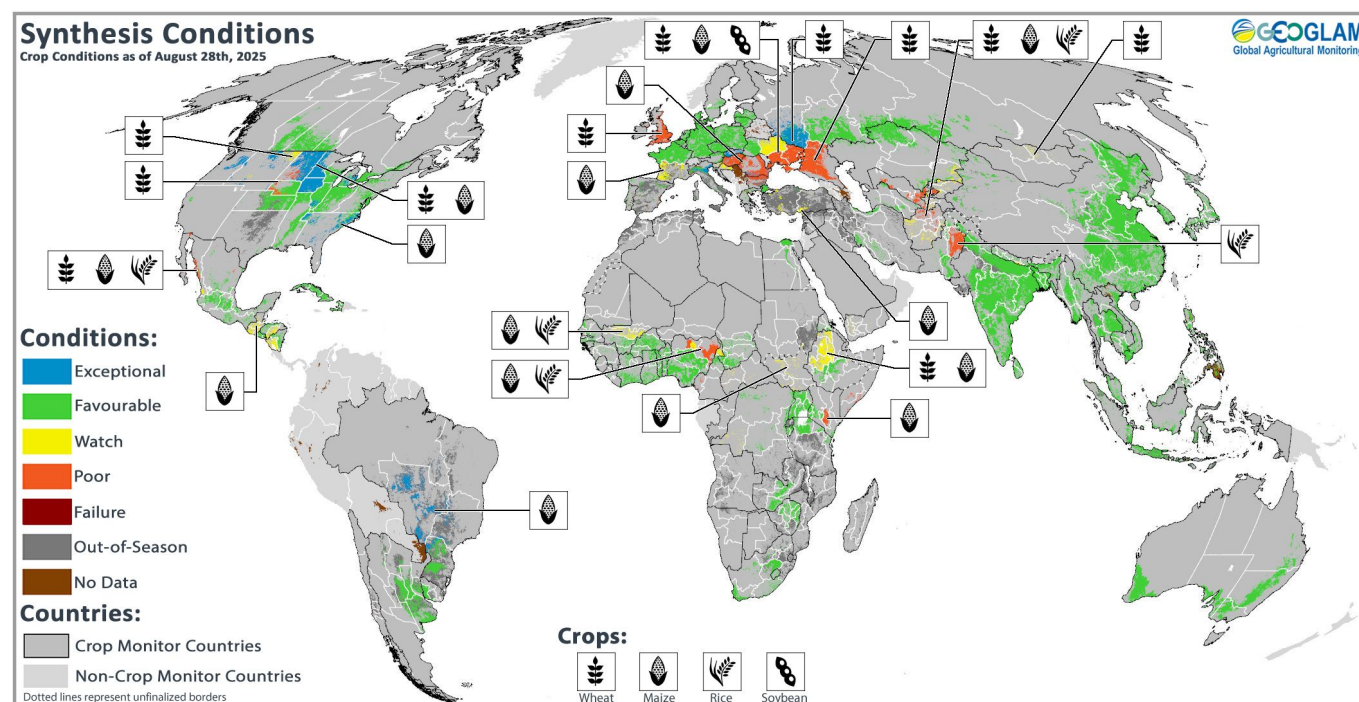 Synthesis Conditions
Crop Conditions as of August 28th, 2025
GEOGLAM
Global Agricultural Monitoring
Conditions:
Exceptional
Favourable
Watch
Poor
Failure
Out-of-Season
No Data
Countries:
Crop Monitor Countries
Non-Crop Monitor Countries
Dotted lines represent unfinalized borders
Crops:
Wheat
Maize
Rice
Soybean